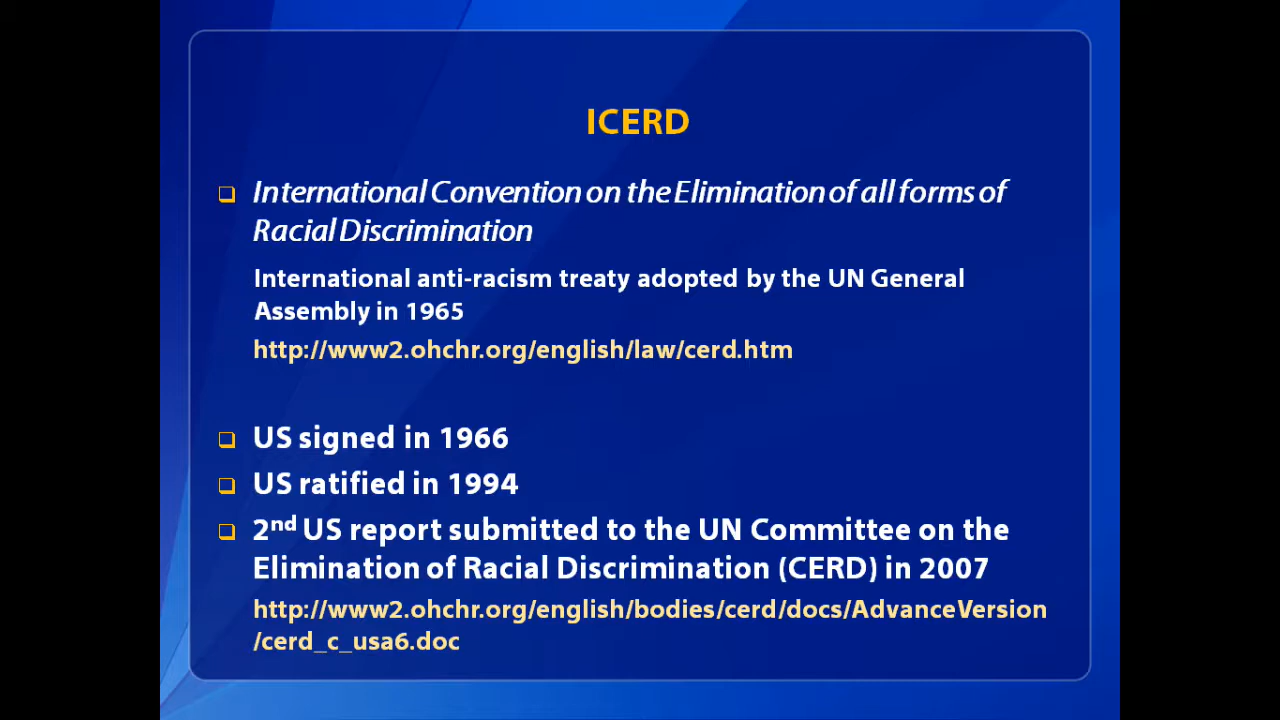 ICERD
❑ International Convention on the Elimination of all forms of
Racial Discrimination
International anti-racism treaty adopted by the UN General
Assembly in 1965
http://www2.ohchr.org/english/law/cerd.htm
❑ US signed in 1966
❑ US ratified in 1994
❑ 2nd US report submitted to the UN Committee on the
Elimination of Racial Discrimination (CERD) in 2007
http://www2.ohchr.org/english/bodies/cerd/docs/AdvanceVersion
/cerd_c_usa6.doc